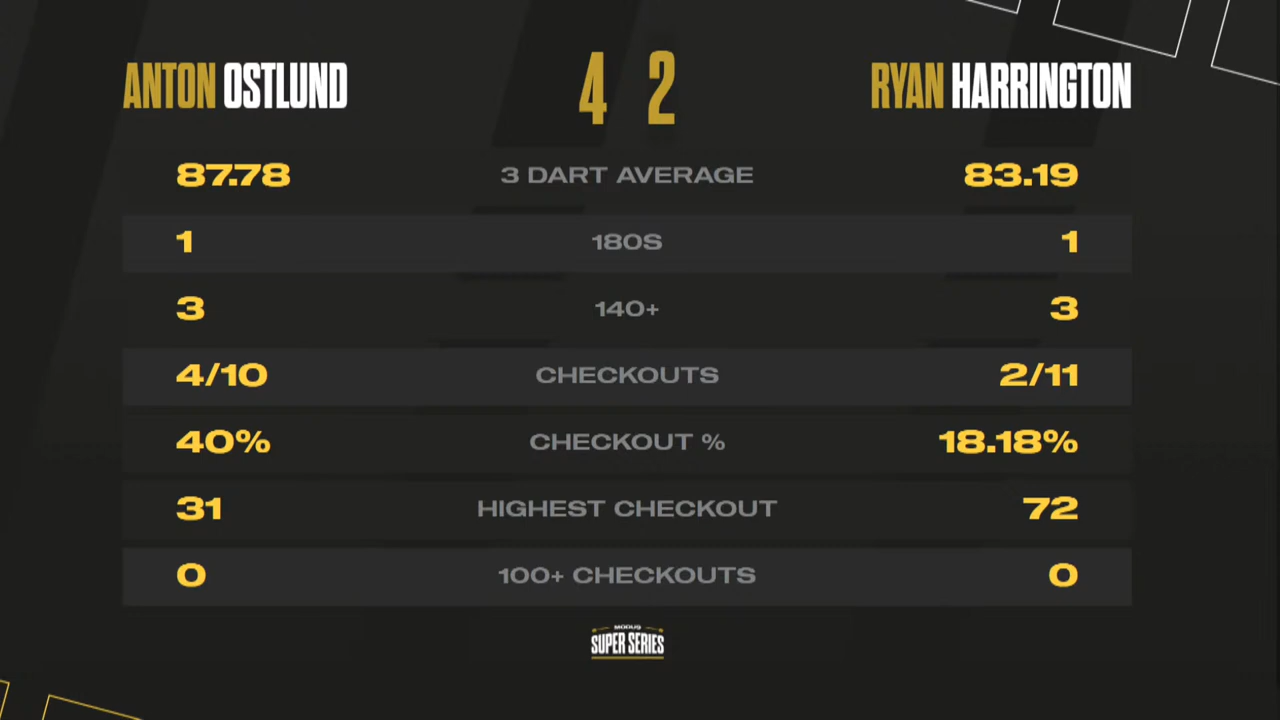 ANTON OSTLUND 4 2 RYAN HARRINGTON
87.78 3 DART AVERAGE 83.19
1 180S 1
3 140+ 3
4/10 CHECKOUTS 2/11
40% CHECKOUT % 18.18%
31 HIGHEST CHECKOUT 72
0 100+ CHECKOUTS 0
MODUS
SUPER SERIES